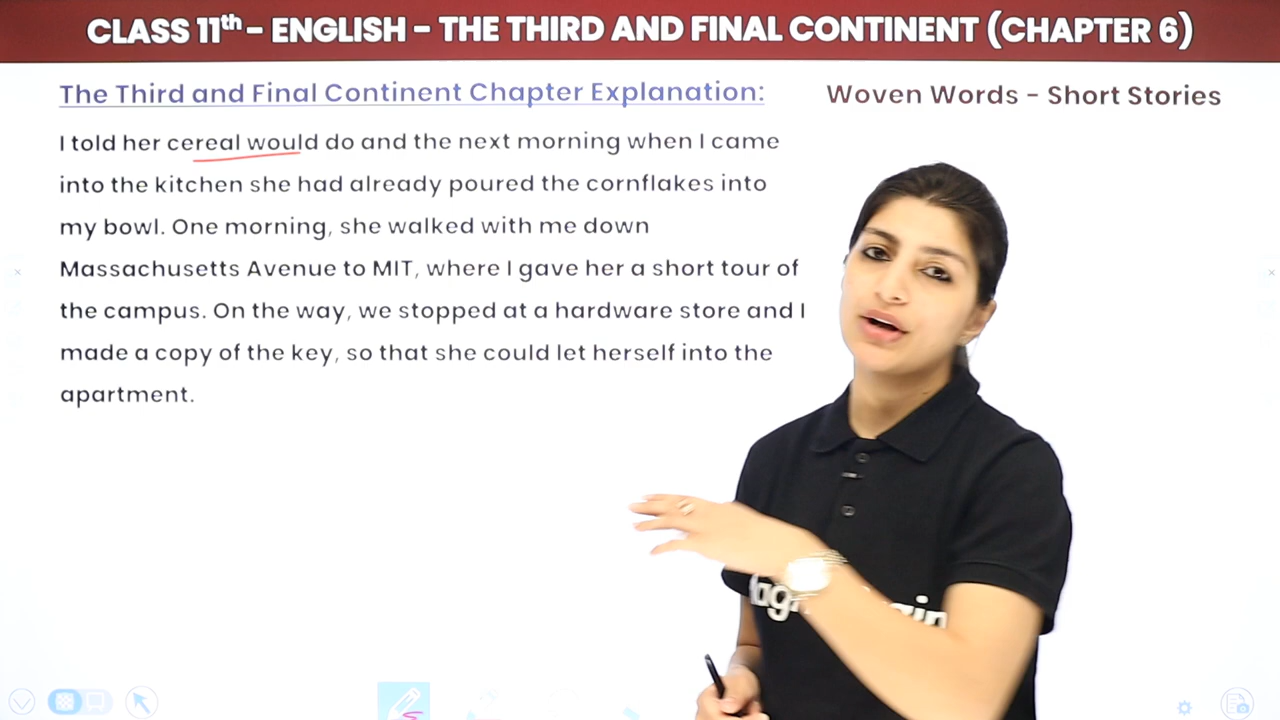 CLASS 11th - ENGLISH - THE THIRD AND FINAL CONTINENT (CHAPTER 6)
The Third and Final Continent Chapter Explanation:
Woven Words - Short Stories
I told her cereal would do and the next morning when I came
into the kitchen she had already poured the cornflakes into
my bowl. One morning, she walked with me down
Massachusetts Avenue to MIT, where I gave her a short tour of
the campus. On the way, we stopped at a hardware store and I
made a copy of the key, so that she could let herself into the
apartment.